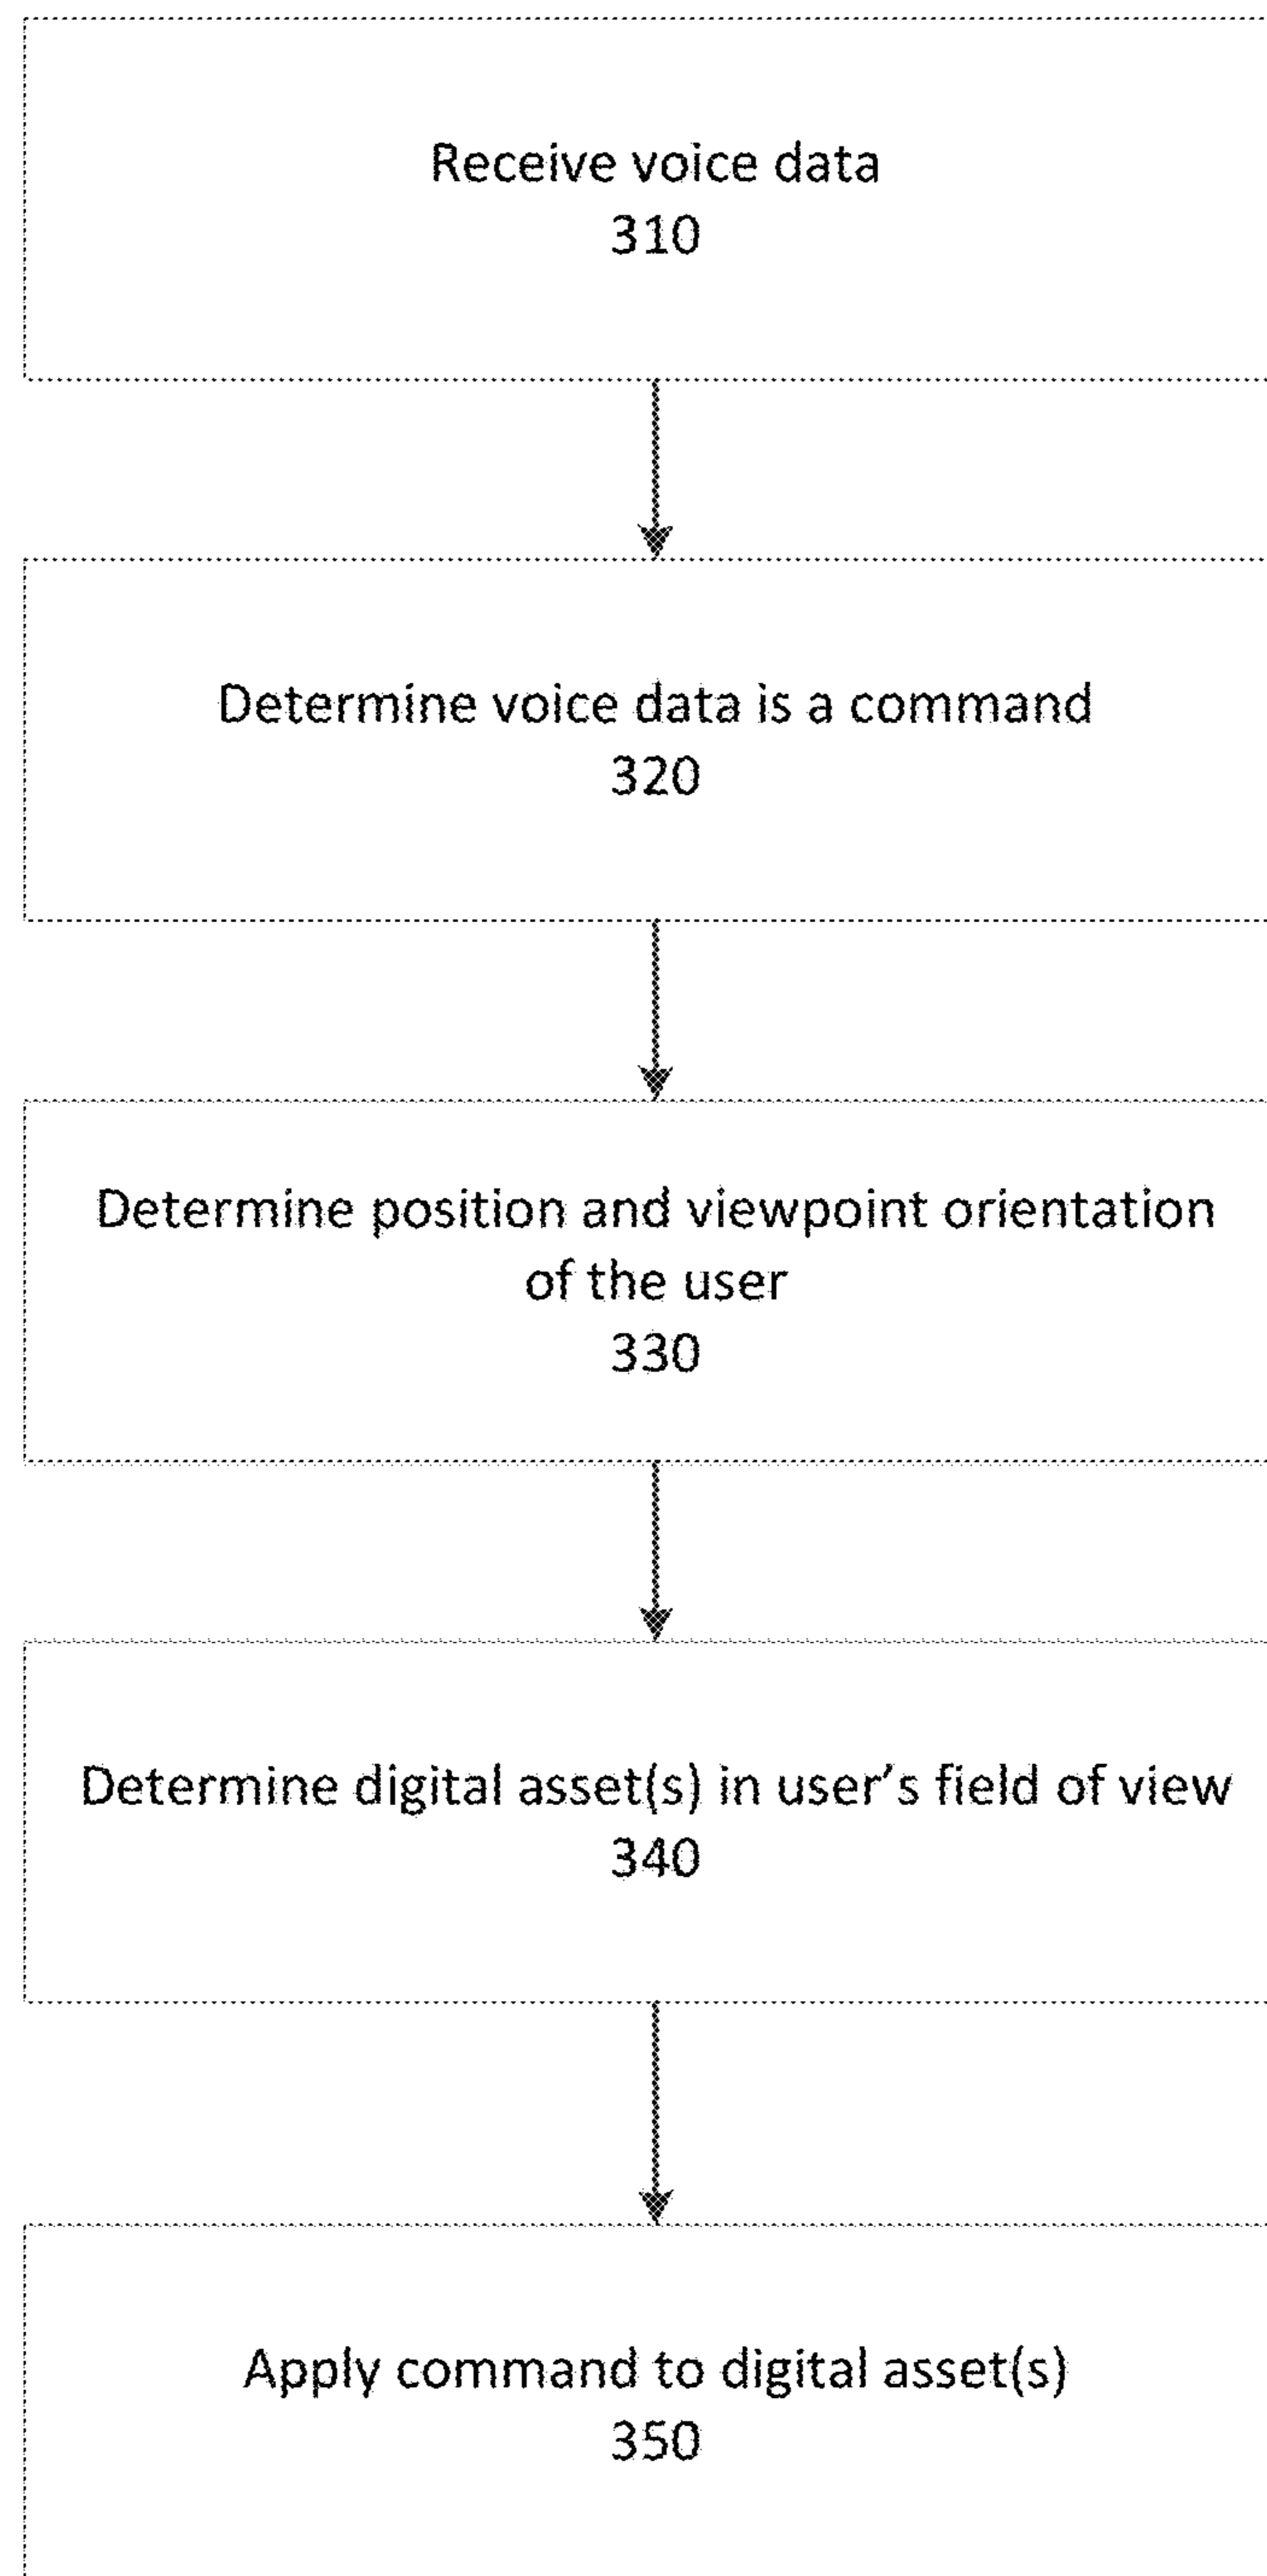 Receive voice data
310
Determine voice data is a command
320
Determine position and viewpoint orientation
of the user
330
Determine digital asset(s) in user’s field of view
340
Apply command to digital asset(s)
350